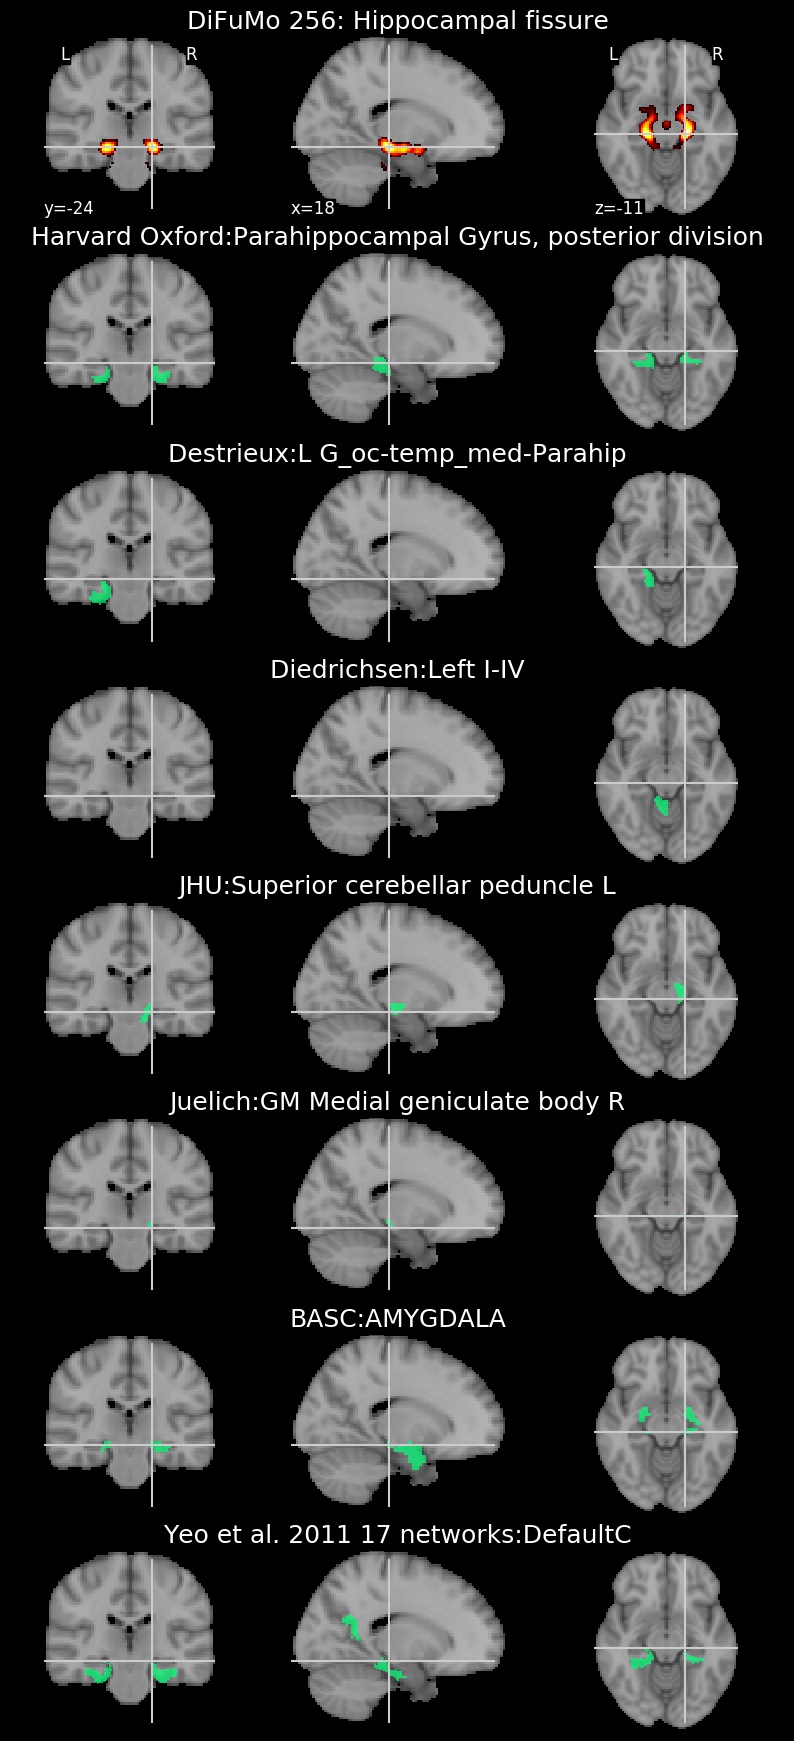 DiFuMo 256: Hippocampal fissure
L R L R
y=-24 x=18 z=-11
Harvard Oxford:Parahippocampal Gyrus, posterior division
Destrieux:L G_oc-temp_med-Parahip
Diedrichsen:Left I-IV
JHU:Superior cerebellar peduncle L
Juelich:GM Medial geniculate body R
BASC:AMYGDALA
Yeo et al. 2011 17 networks:DefaultC